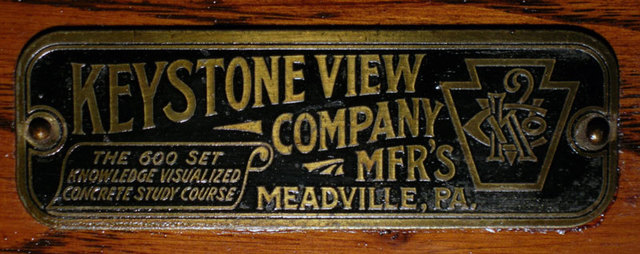 KEYSTONE VIEW
COMPANY
MFR'S
MEADVILLE, PA.
THE 600 SET
KNOWLEDGE VISUALIZED
CONCRETE STUDY COURSE